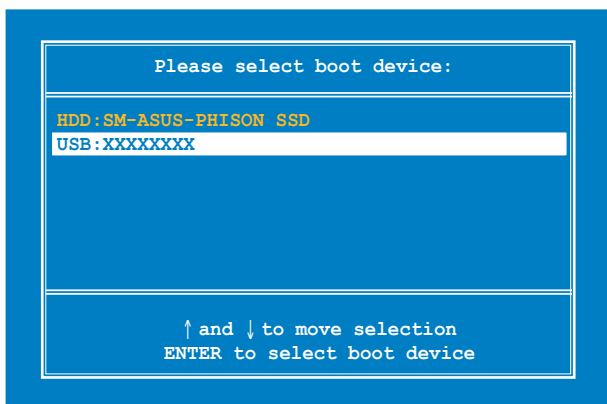 Please select boot device:
HDD:SM-ASUS-PHISON SSD
USB:XXXXXXXX
↑ and ↓ to move selection
ENTER to select boot device